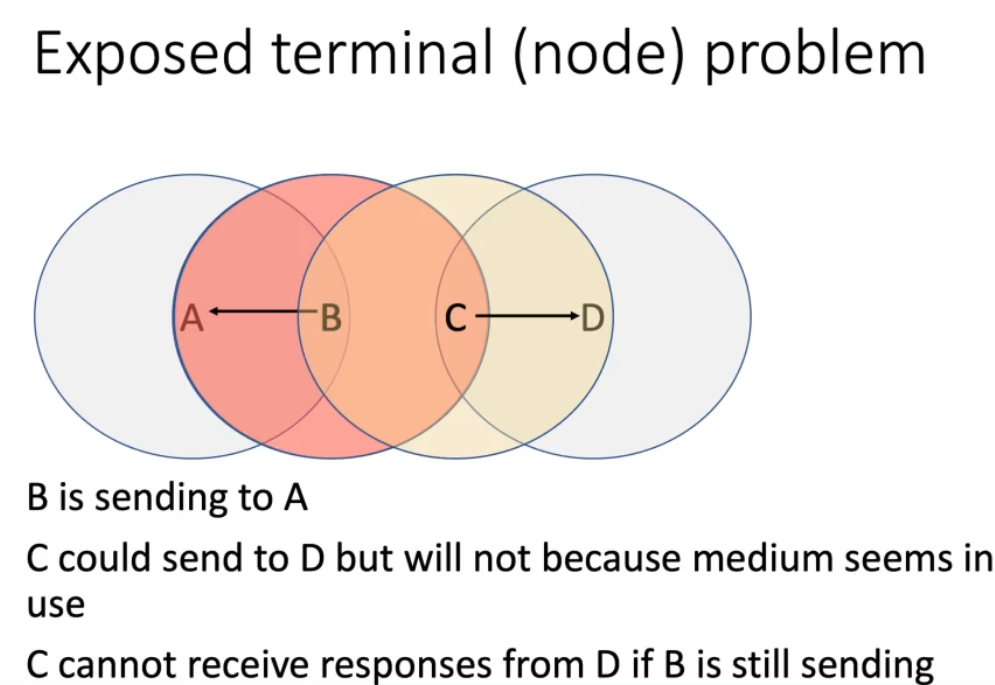 Exposed terminal (node) problem
A B C D
B is sending to A
C could send to D but will not because medium seems in
use
C cannot receive responses from D if B is still sending